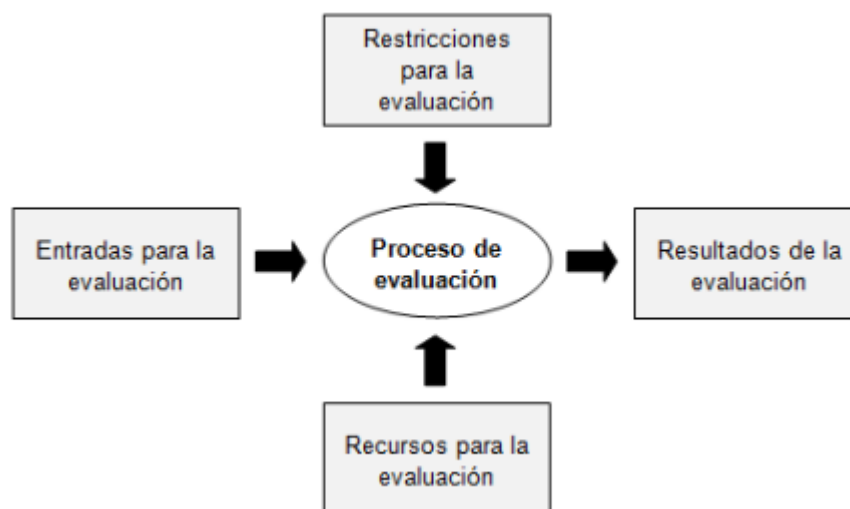 Restricciones
para la
evaluación
Entradas para la
evaluación
Proceso de
evaluación
Resultados de la
evaluación
Recursos para la
evaluación